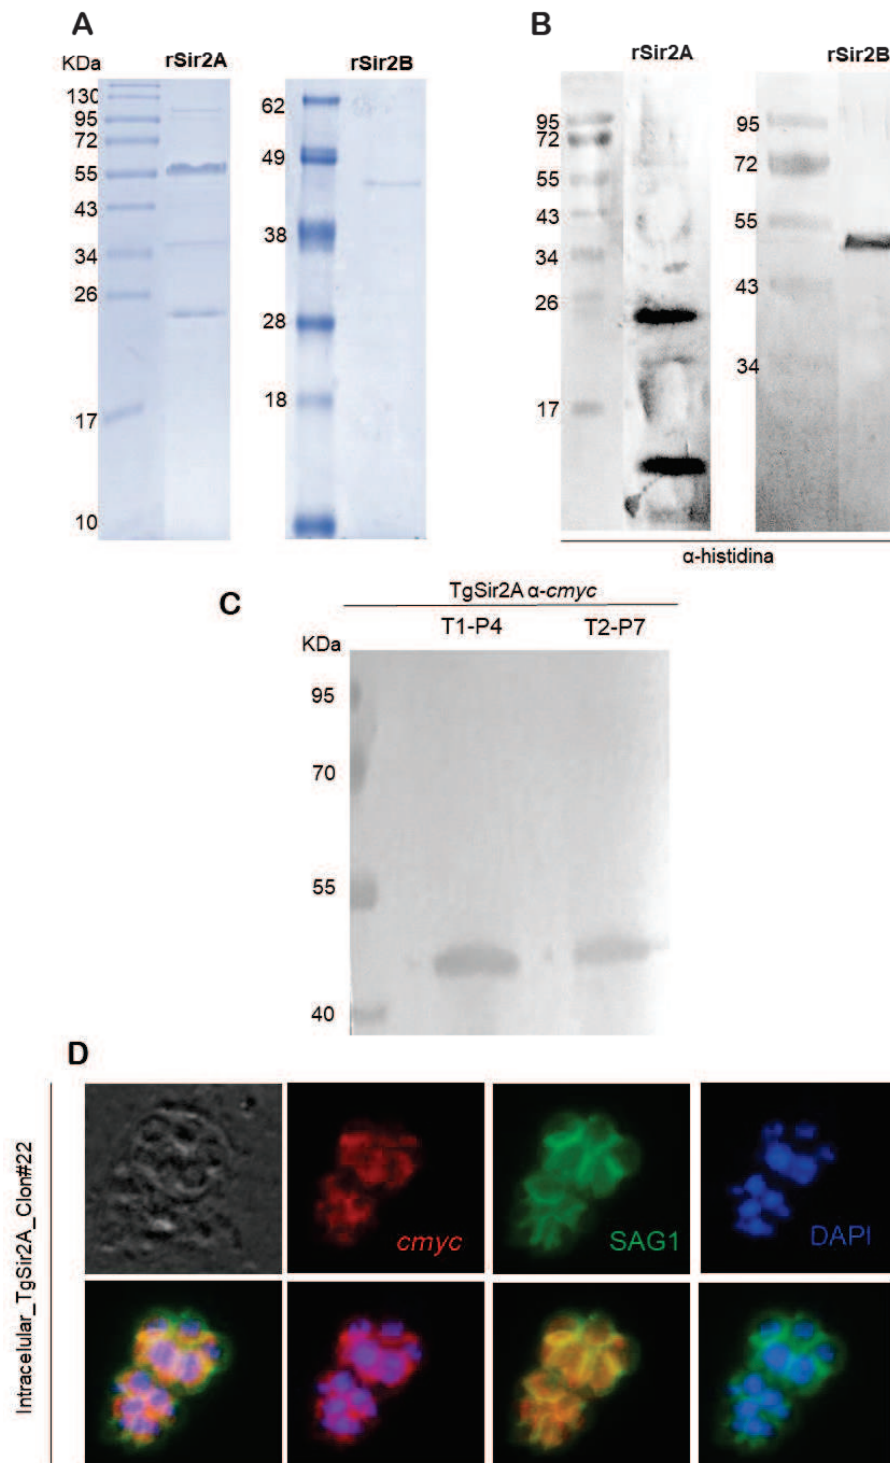 A
B
KDa
rSir2A
rSir2B
rSir2A
rSir2B
130
95
72
55
43
34
26
17
10
62
49
38
28
18
95
72
55
43
34
26
17
95
72
55
43
34
α-histidina
C
TgSir2A α-cmyc
KDa
T1-P4
T2-P7
95
70
55
40
D
Intracelular_TgSir2A_Clon#22
cmyc
SAG1
DAPI